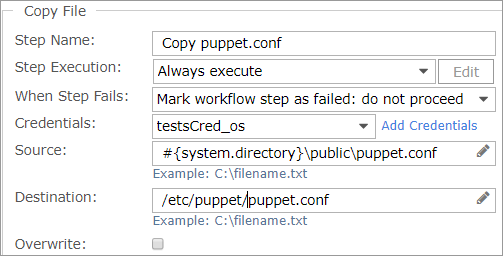 Copy File
Step Name: Copy puppet.conf
Step Execution: Always execute Edit
When Step Fails: Mark workflow step as failed: do not proceed
Credentials: testsCred_os Add Credentials
Source: #{system.directory}\public\puppet.conf
Example: C:\filename.txt
Destination: /etc/puppet/puppet.conf
Example: C:\filename.txt
Overwrite: